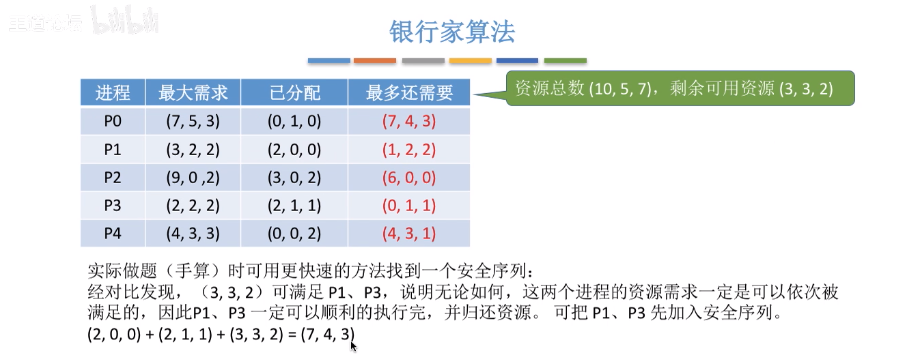 bilibili
银行家算法
进程 最大需求 已分配 最多还需要
资源总数 (10, 5, 7)，剩余可用资源 (3, 3, 2)
P0 (7, 5, 3) (0, 1, 0) (7, 4, 3)
P1 (3, 2, 2) (2, 0, 0) (1, 2, 2)
P2 (9, 0 ,2) (3, 0, 2) (6, 0, 0)
P3 (2, 2, 2) (2, 1, 1) (0, 1, 1)
P4 (4, 3, 3) (0, 0, 2) (4, 3, 1)
实际做题（手算）时可用更快速的方法找到一个安全序列：
经对比发现，（3, 3, 2）可满足 P1、P3，说明无论如何，这两个进程的资源需求一定是可以依次被
满足的，因此P1、P3 一定可以顺利的执行完，并归还资源。 可把 P1、P3 先加入安全序列。
(2, 0, 0) + (2, 1, 1) + (3, 3, 2) = (7, 4, 3)